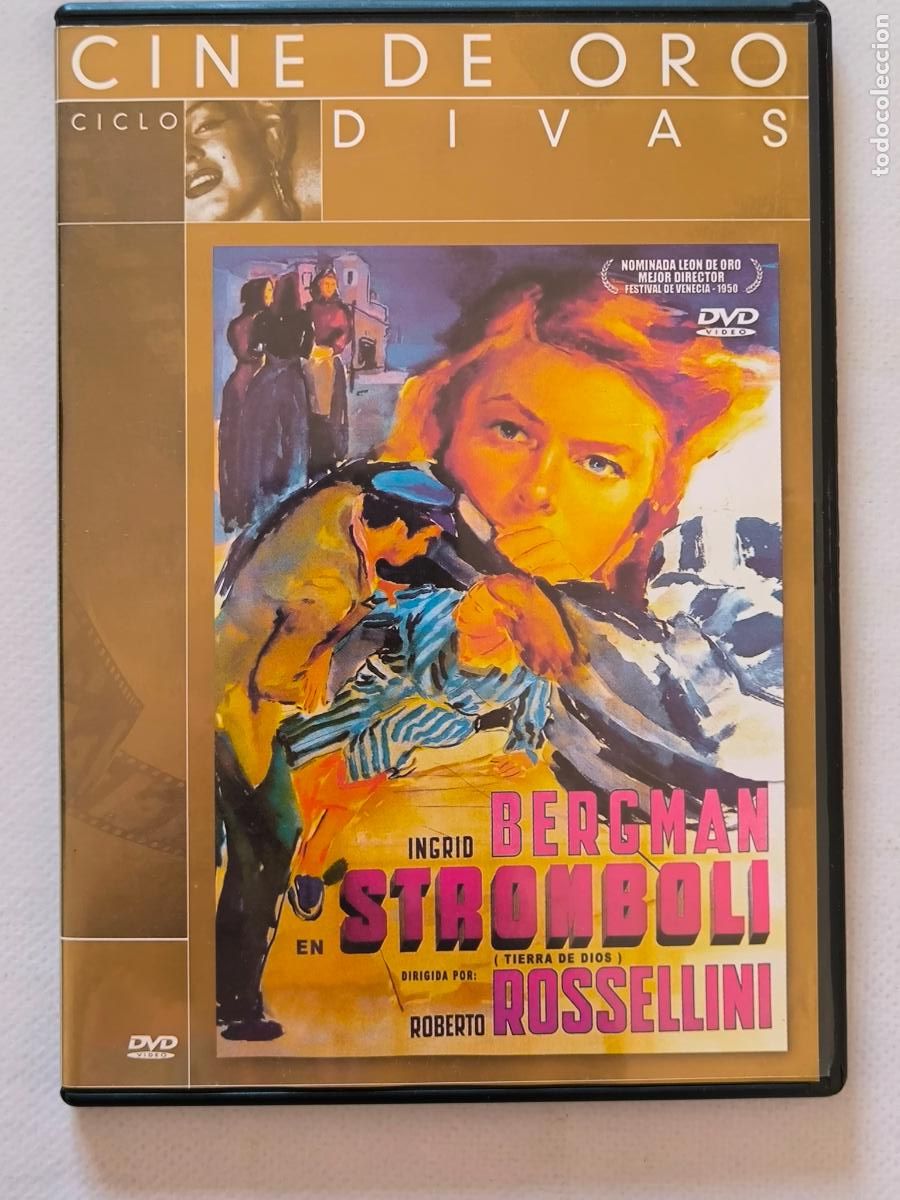 CINE DE ORO
CICLO DIVAS
NOMINADA LEON DE ORO
MEJOR DIRECTOR
FESTIVAL DE VENECIA - 1950
DVD
VIDEO
INGRID BERGMAN
EN STROMBOLI
( TIERRA DE DIOS )
DIRIGIDA POR:
ROBERTO ROSSELLINI
DVD
VIDEO
todocoleccion